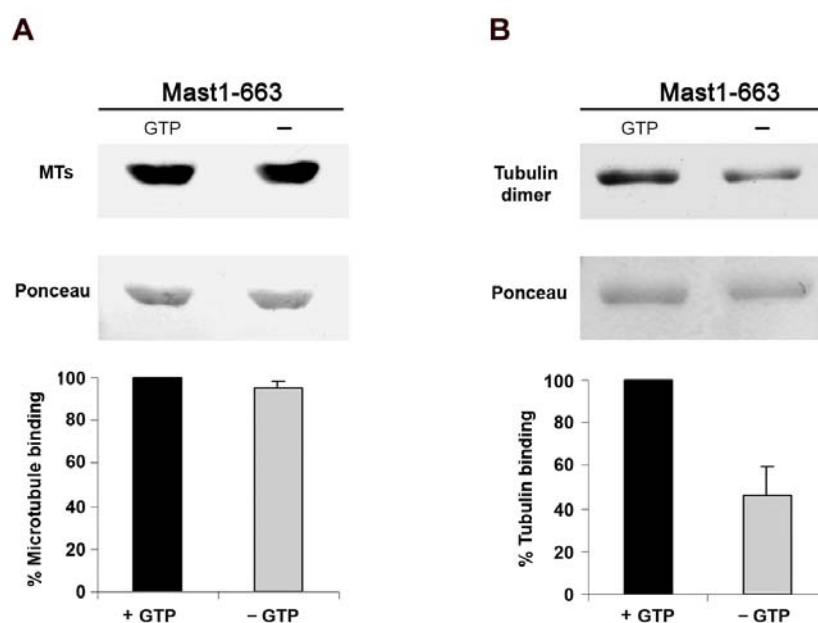 A
Mast1-663
GTP –
MTs
Ponceau
% Microtubule binding
100
80
60
40
20
0
+ GTP – GTP
B
Mast1-663
GTP –
Tubulin
dimer
Ponceau
% Tubulin binding
100
80
60
40
20
0
+ GTP – GTP